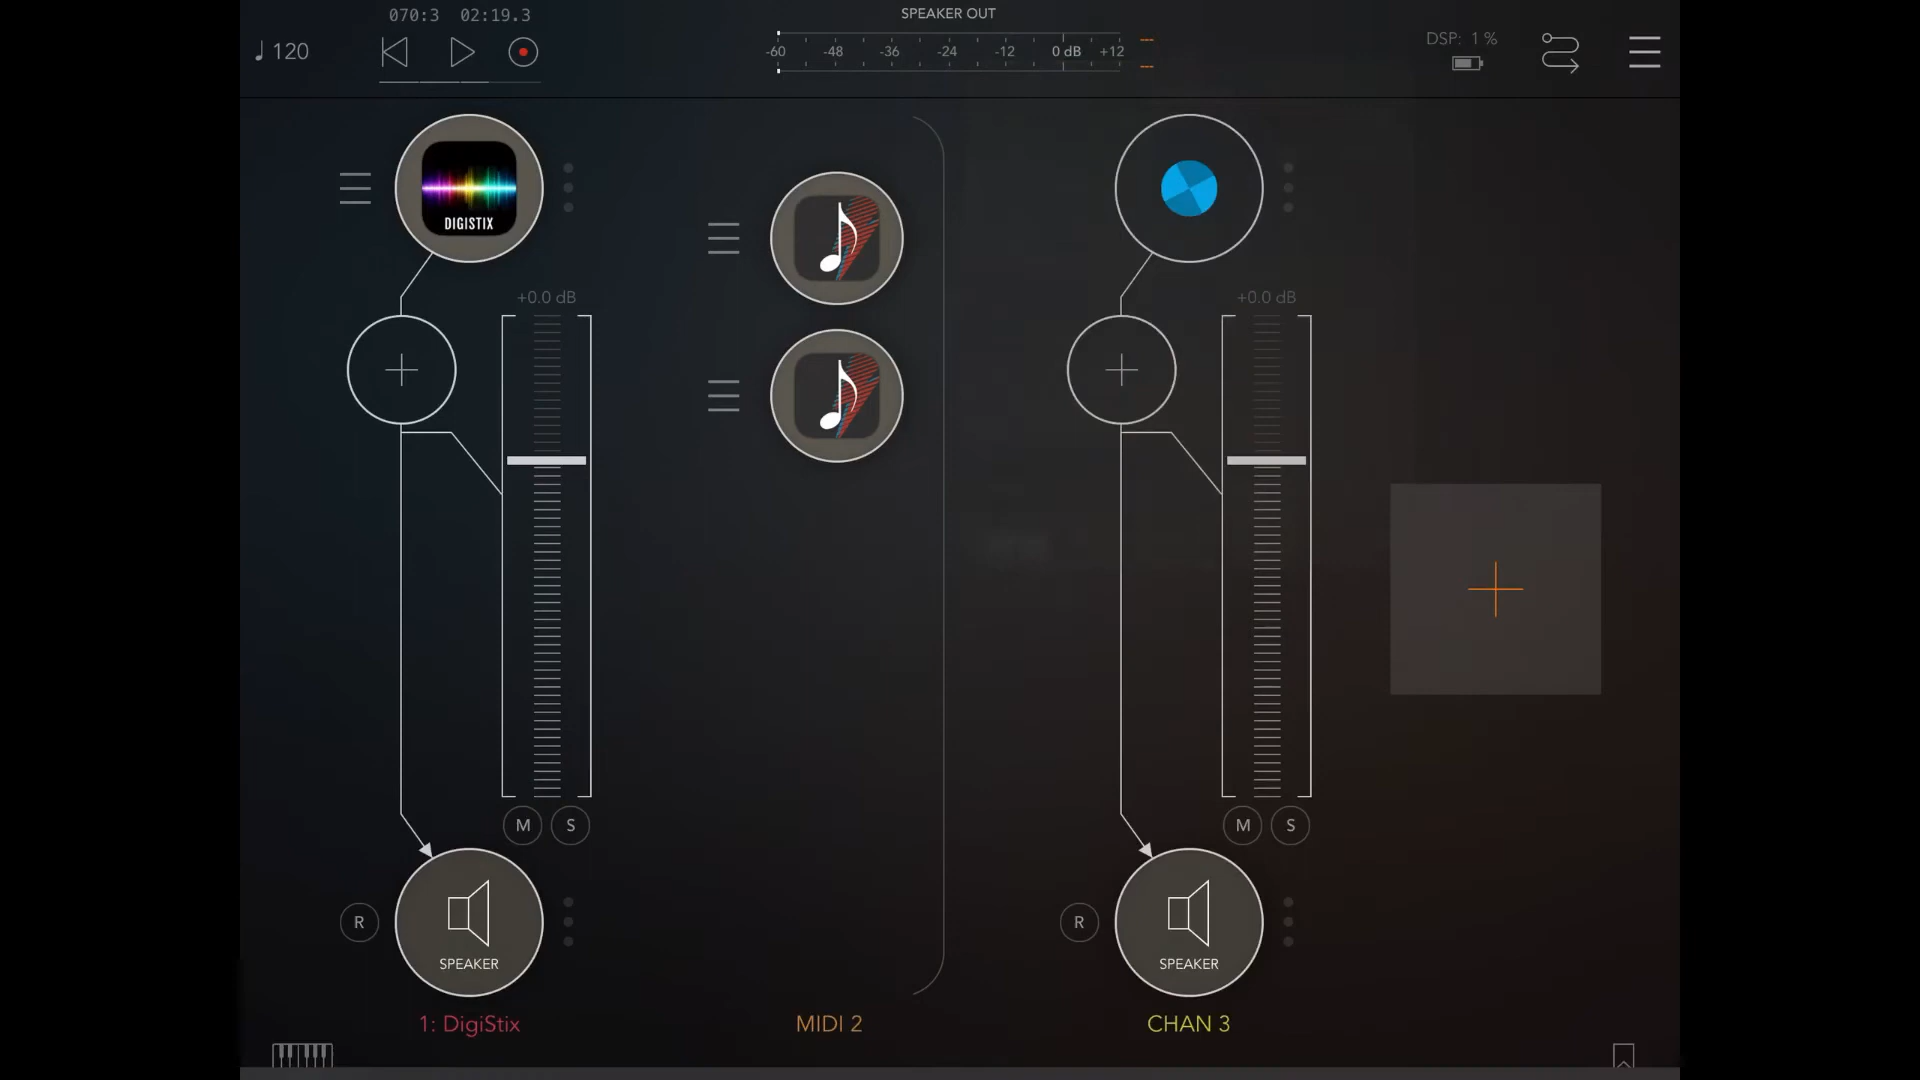 070:3 02:19.3
SPEAKER OUT
120
-60 -48 -36 -24 -12 0 dB +12
DSP: 1 %
DIGISTIX
+0.0 dB
+0.0 dB
M S
M S
R
R
SPEAKER
SPEAKER
1: DigiStix
MIDI 2
CHAN 3